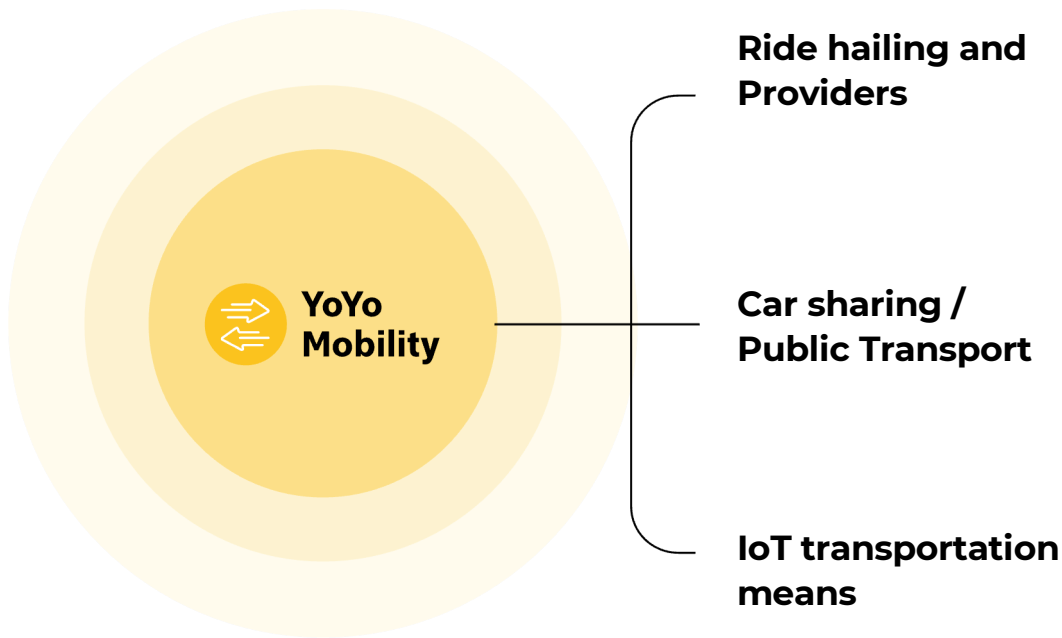 Ride hailing and
Providers
YoYo
Mobility
Car sharing /
Public Transport
IoT transportation
means